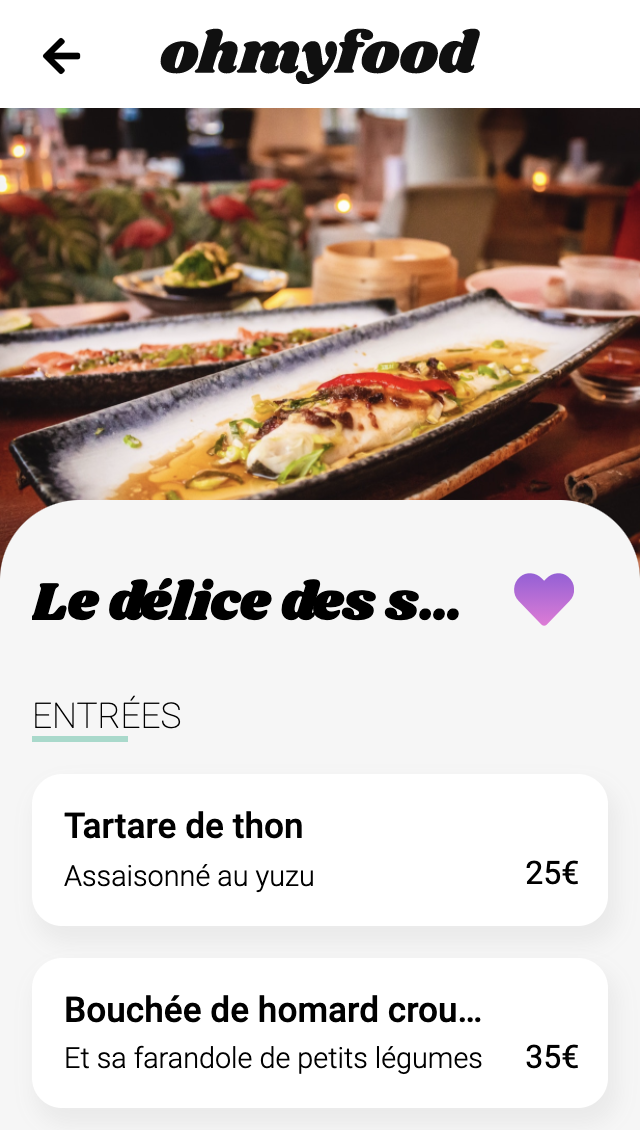 ohmyfood
Le délice des s...
ENTRÉES
Tartare de thon
Assaisonné au yuzu
25€
Bouchée de homard crou...
Et sa farandole de petits légumes
35€